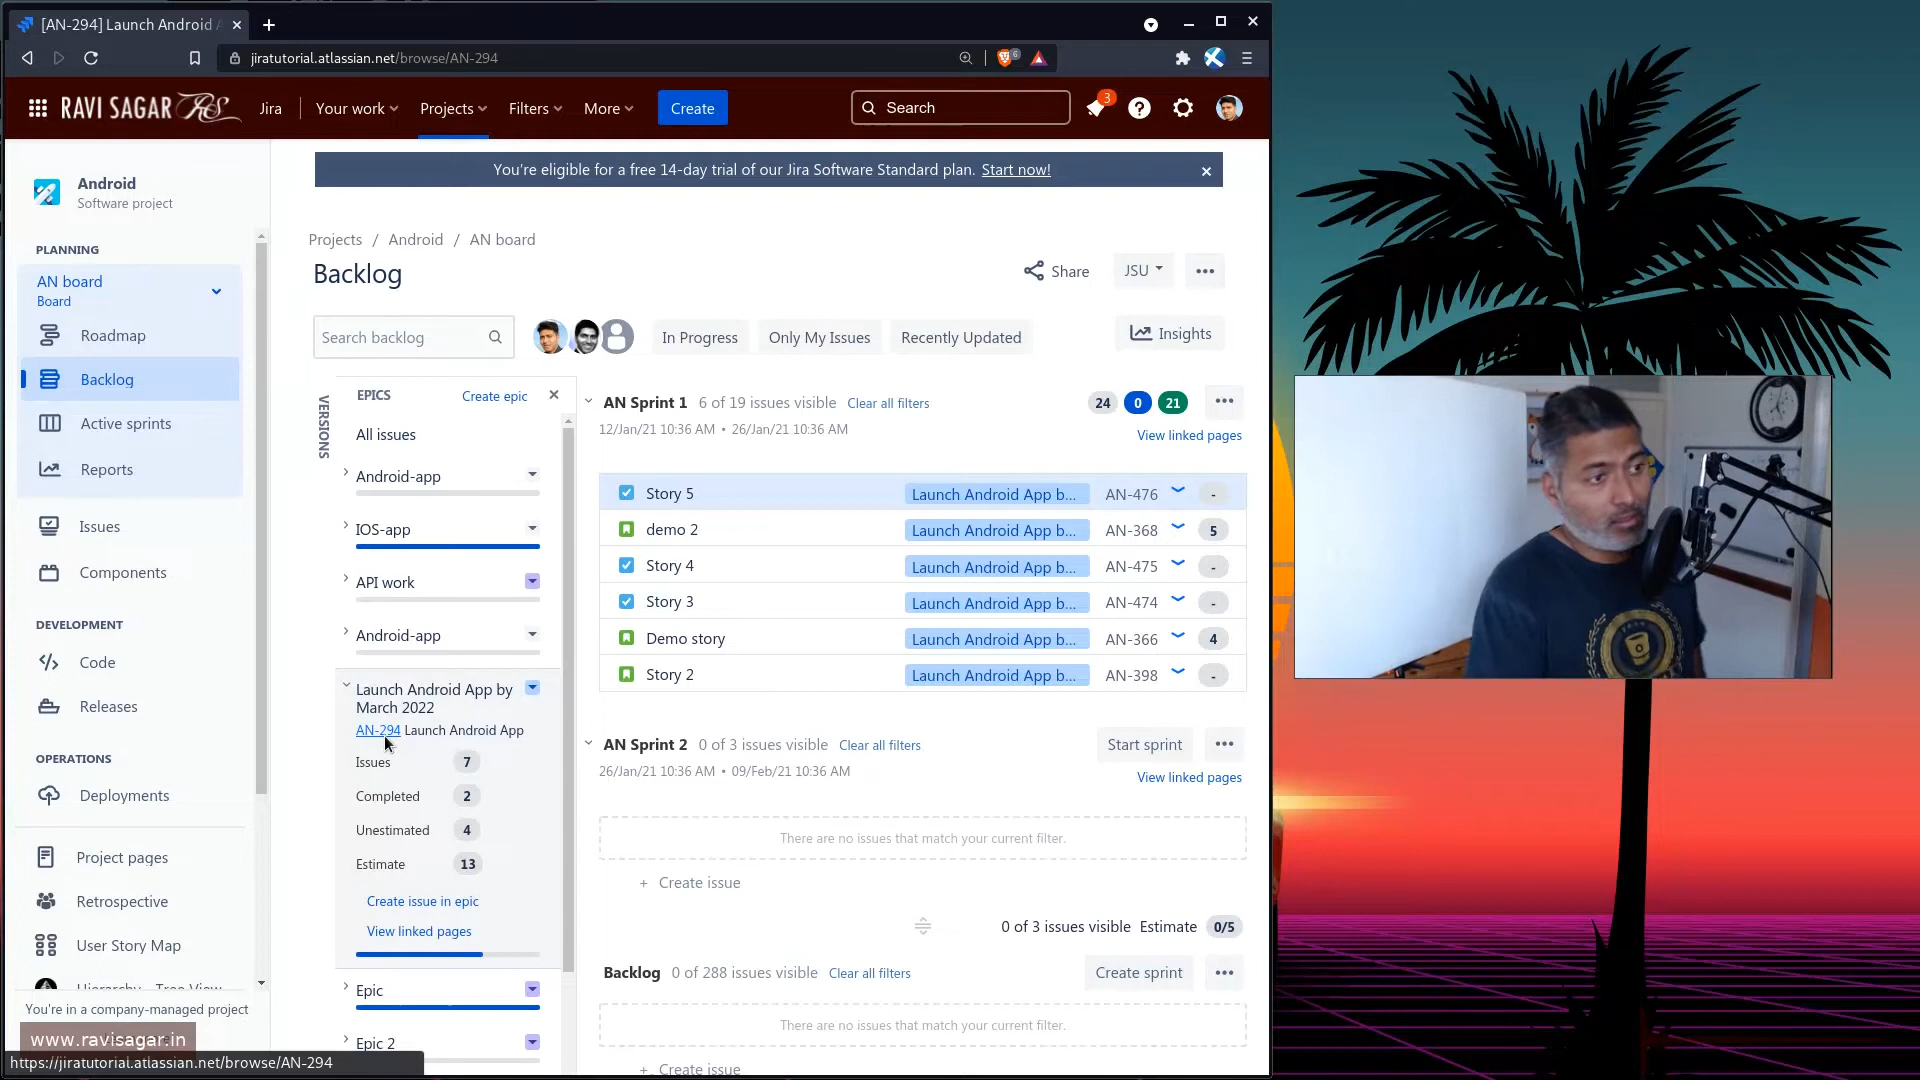 [AN-294] Launch Android A
jiratutorial.atlassian.net/browse/AN-294
6
RAVI SAGAR RS
Jira
Your work
Projects
Filters
More
Create
Search
3
You're eligible for a free 14-day trial of our Jira Software Standard plan. Start now!
Android
Software project
PLANNING
AN board
Board
Roadmap
Backlog
Active sprints
Reports
Issues
Components
DEVELOPMENT
Code
Releases
OPERATIONS
Deployments
Project pages
Retrospective
User Story Map
Hierarchy - Tree View
You're in a company-managed project
www.ravisagar.in
https://jiratutorial.atlassian.net/browse/AN-294
Projects / Android / AN board
Backlog
Share
JSU
Search backlog
In Progress
Only My Issues
Recently Updated
Insights
VERSIONS
EPICS
Create epic
All issues
Android-app
IOS-app
API work
Android-app
Launch Android App by
March 2022
AN-294 Launch Android App
Issues 7
Completed 2
Unestimated 4
Estimate 13
Create issue in epic
View linked pages
Epic
Epic 2
AN Sprint 1 6 of 19 issues visible Clear all filters 24 0 21
12/Jan/21 10:36 AM • 26/Jan/21 10:36 AM
View linked pages
Story 5 Launch Android App b... AN-476 -
demo 2 Launch Android App b... AN-368 5
Story 4 Launch Android App b... AN-475 -
Story 3 Launch Android App b... AN-474 -
Demo story Launch Android App b... AN-366 4
Story 2 Launch Android App b... AN-398 -
AN Sprint 2 0 of 3 issues visible Clear all filters Start sprint
26/Jan/21 10:36 AM • 09/Feb/21 10:36 AM
View linked pages
There are no issues that match your current filter.
+ Create issue
0 of 3 issues visible Estimate 0/5
Backlog 0 of 288 issues visible Clear all filters Create sprint
There are no issues that match your current filter.
+ Create issue